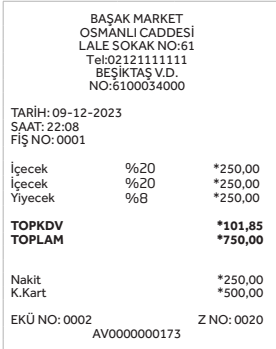 BAŞAK MARKET
OSMANLI CADDESİ
LALE SOKAK NO:61
Tel:02121111111
BEŞİKTAŞ V.D.
NO:6100034000
TARİH: 09-12-2023
SAAT: 22:08
FİŞ NO: 0001
İçecek %20 *250,00
İçecek %20 *250,00
Yiyecek %8 *250,00
TOPKDV *101,85
TOPLAM *750,00
Nakit *250,00
K.Kart *500,00
EKÜ NO: 0002 Z NO: 0020
AV0000000173